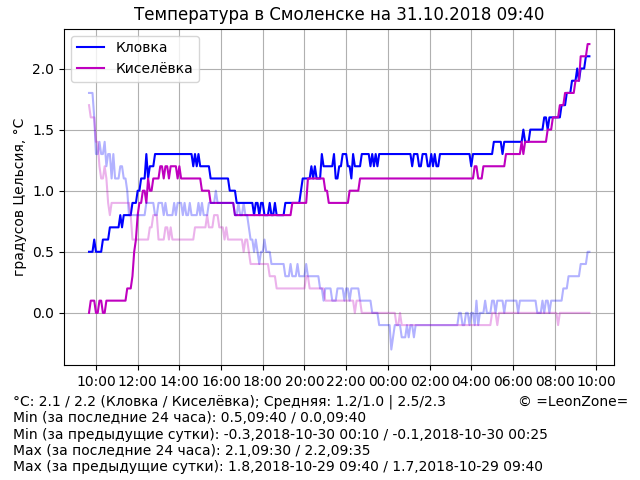 Температура в Смоленске на 31.10.2018 09:40
Кловка
Киселёвка
градусов Цельсия, °C
2.0
1.5
1.0
0.5
0.0
10:00 12:00 14:00 16:00 18:00 20:00 22:00 00:00 02:00 04:00 06:00 08:00 10:00
°C: 2.1 / 2.2 (Кловка / Киселёвка); Средняя: 1.2/1.0 | 2.5/2.3 © =LeonZone=
Min (за последние 24 часа): 0.5,09:40 / 0.0,09:40
Min (за предыдущие сутки): -0.3,2018-10-30 00:10 / -0.1,2018-10-30 00:25
Max (за последние 24 часа): 2.1,09:30 / 2.2,09:35
Max (за предыдущие сутки): 1.8,2018-10-29 09:40 / 1.7,2018-10-29 09:40